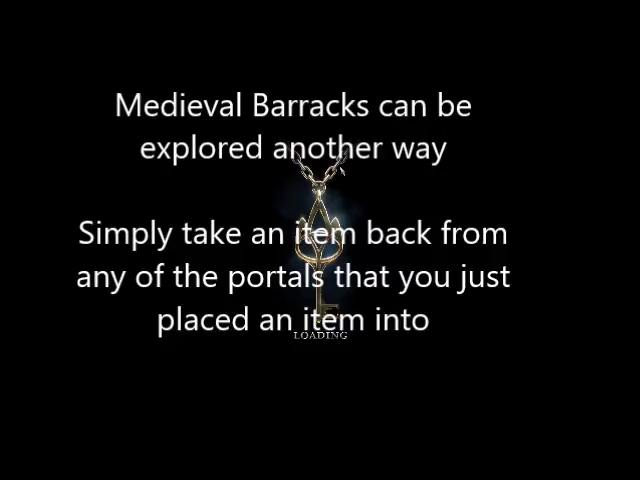 Medieval Barracks can be
explored another way
Simply take an item back from
any of the portals that you just
placed an item into
LOADING